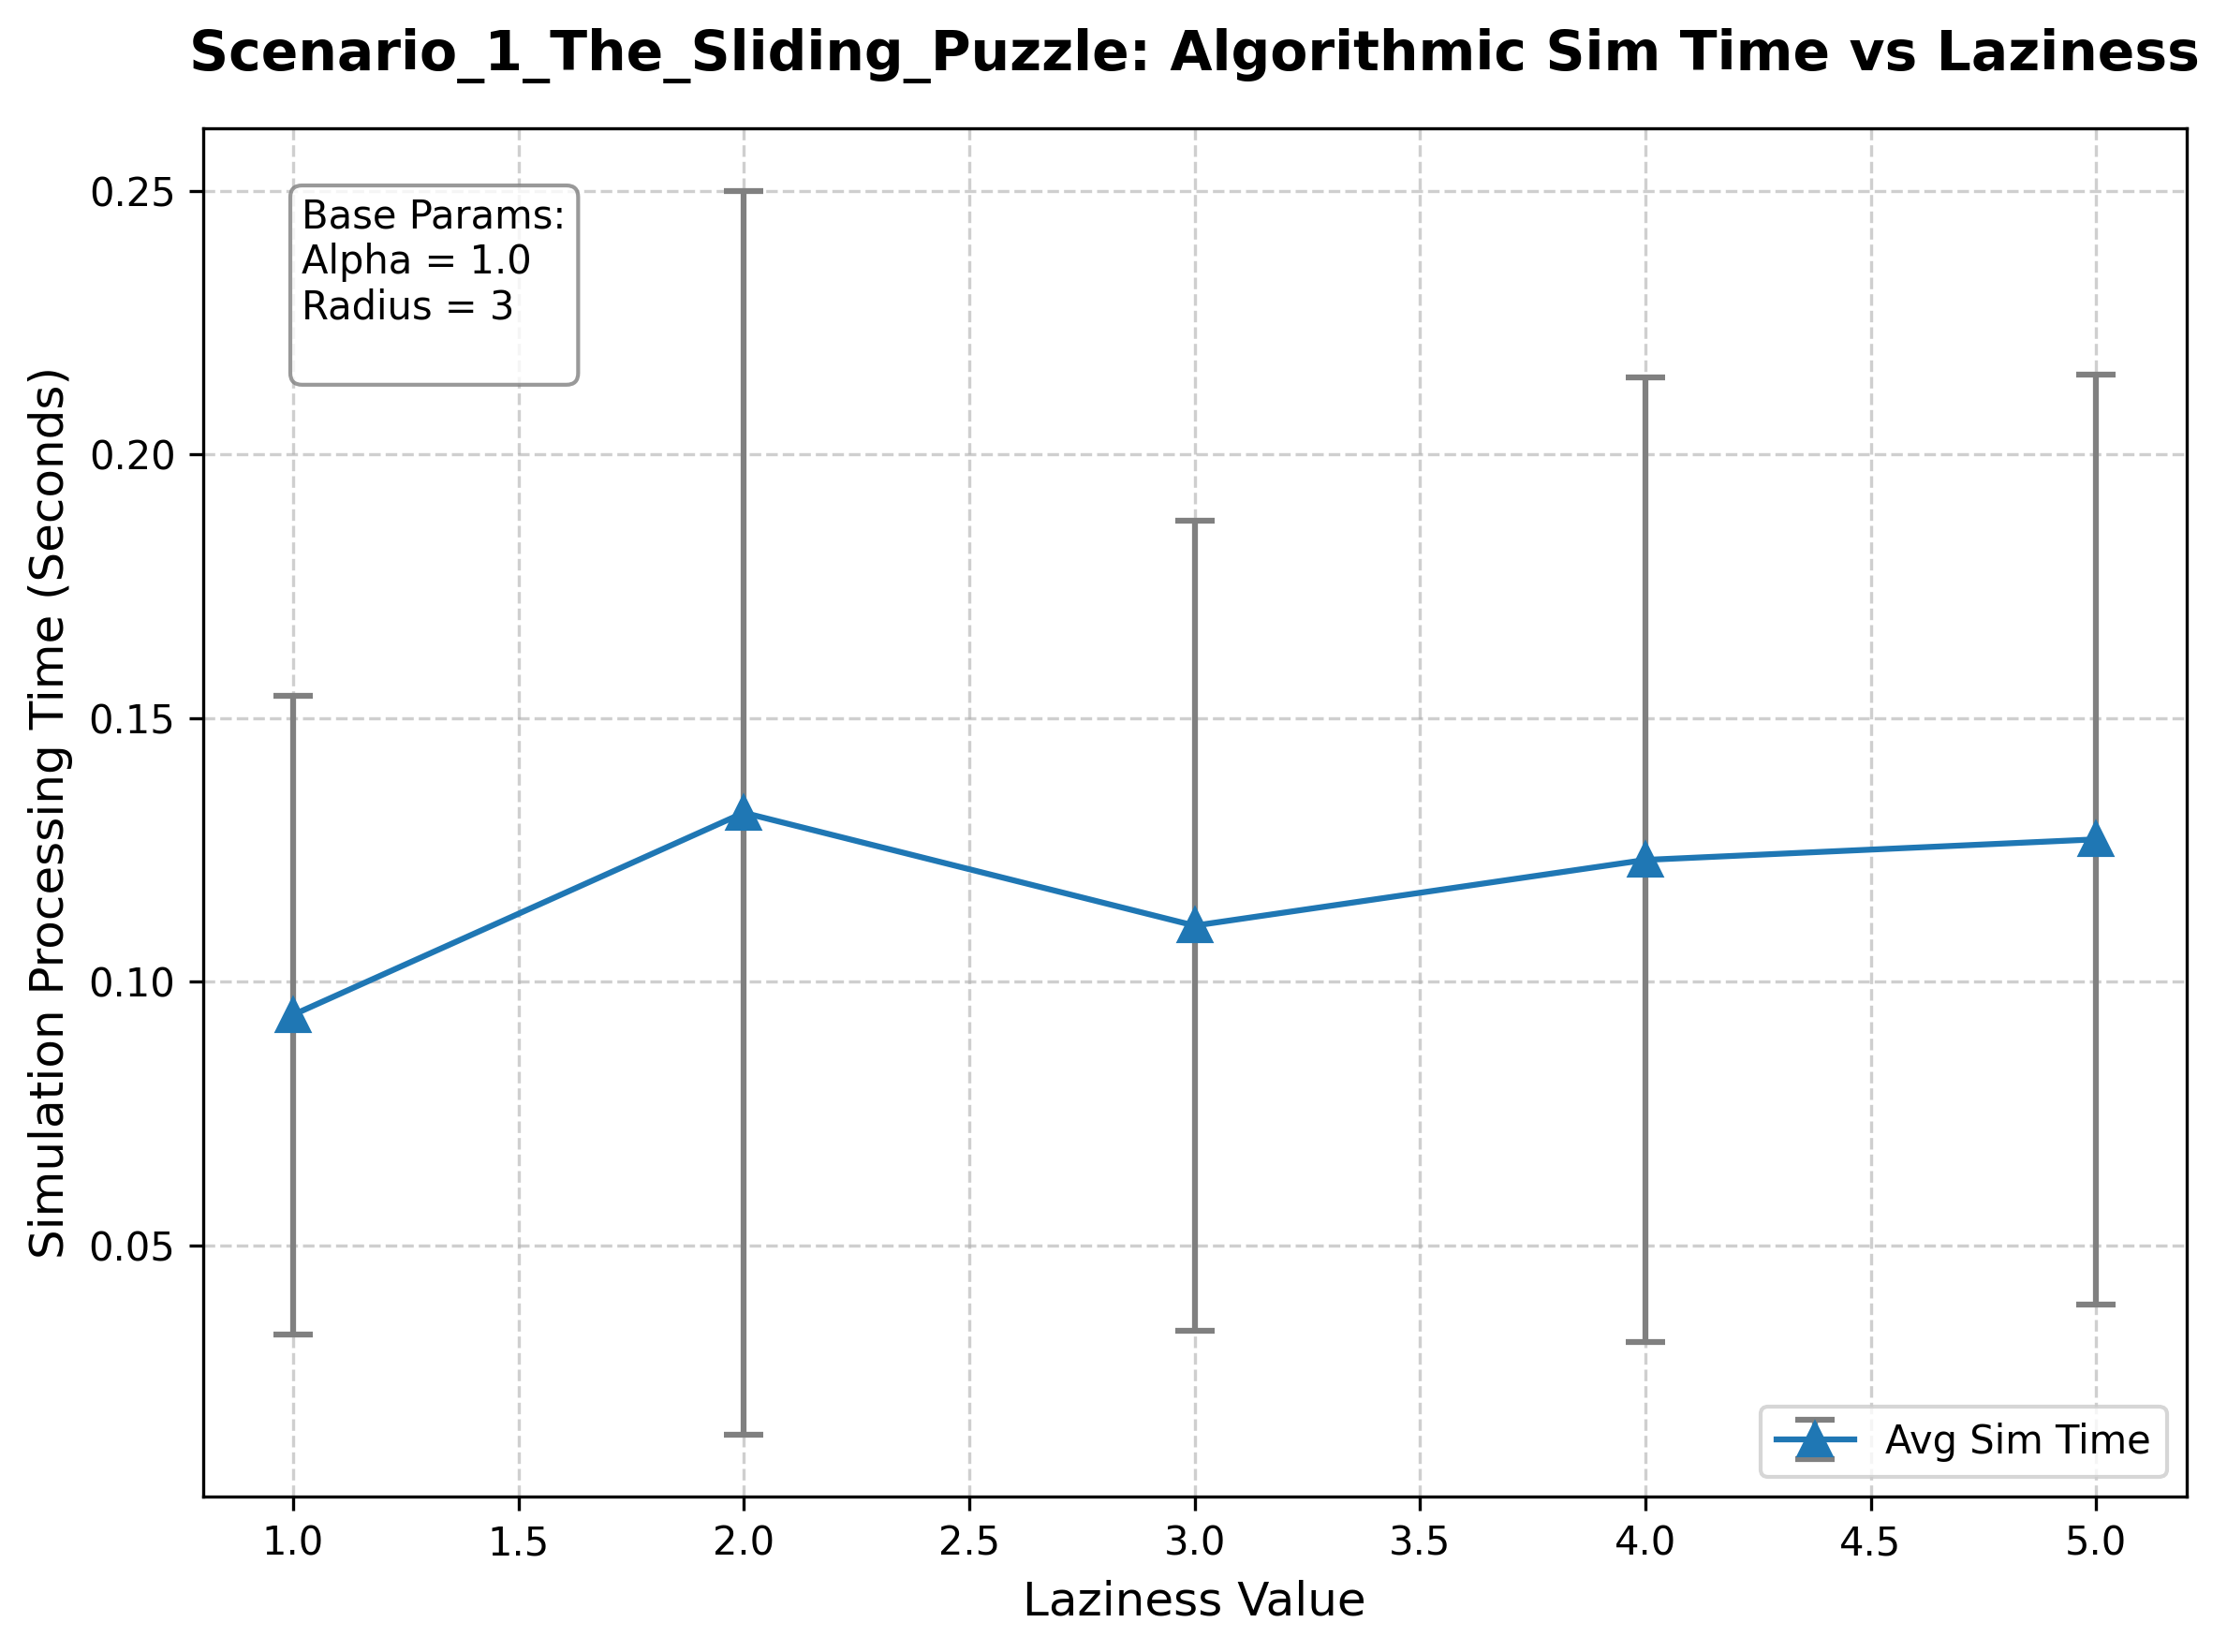 Scenario_1_The_Sliding_Puzzle: Algorithmic Sim Time vs Laziness
Simulation Processing Time (Seconds)
0.25
0.20
0.15
0.10
0.05
Base Params:
Alpha = 1.0
Radius = 3
Avg Sim Time
1.0 1.5 2.0 2.5 3.0 3.5 4.0 4.5 5.0
Laziness Value